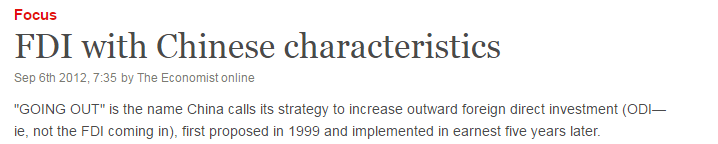 Focus
FDI with Chinese characteristics
Sep 6th 2012, 7:35 by The Economist online
"GOING OUT" is the name China calls its strategy to increase outward foreign direct investment (ODI—
ie, not the FDI coming in), first proposed in 1999 and implemented in earnest five years later.